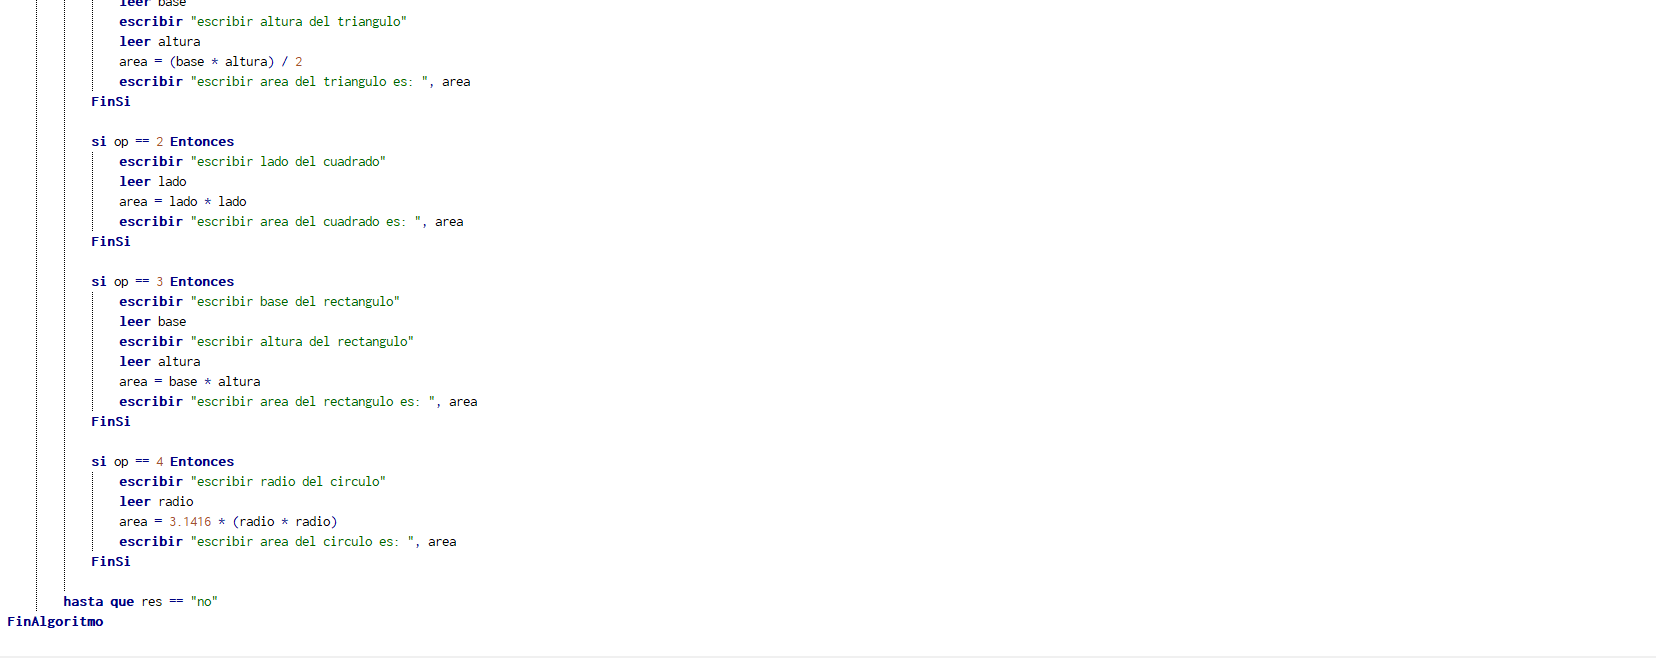 leer base
escribir "escribir altura del triangulo"
leer altura
area = (base * altura) / 2
escribir "escribir area del triangulo es: ", area
FinSi
si op == 2 Entonces
escribir "escribir lado del cuadrado"
leer lado
area = lado * lado
escribir "escribir area del cuadrado es: ", area
FinSi
si op == 3 Entonces
escribir "escribir base del rectangulo"
leer base
escribir "escribir altura del rectangulo"
leer altura
area = base * altura
escribir "escribir area del rectangulo es: ", area
FinSi
si op == 4 Entonces
escribir "escribir radio del circulo"
leer radio
area = 3.1416 * (radio * radio)
escribir "escribir area del circulo es: ", area
FinSi
hasta que res == "no"
FinAlgoritmo